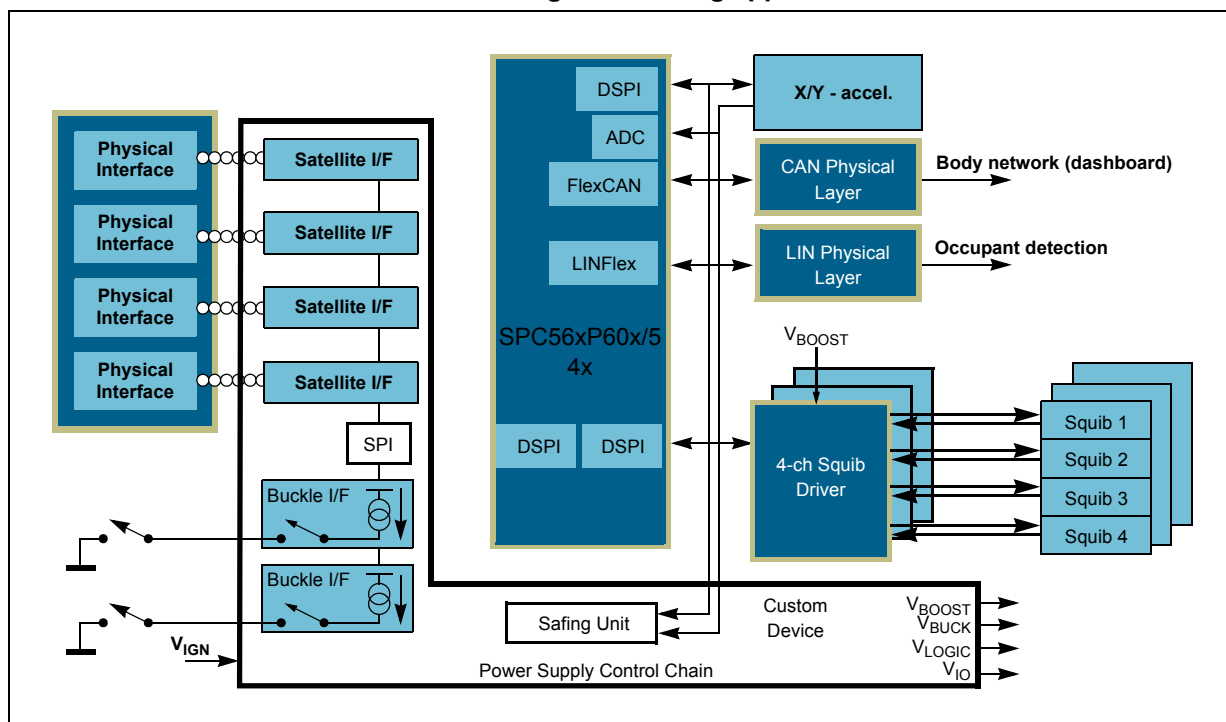 DSPI
X/Y - accel.
ADC
Physical
Interface
Satellite I/F
CAN Physical
Layer
Body network (dashboard)
FlexCAN
Physical
Interface
Satellite I/F
LINFlex
LIN Physical
Layer
Occupant detection
Physical
Interface
Satellite I/F
SPC56xP60x/5
4x
VBOOST
Physical
Interface
Satellite I/F
SPI
DSPI
DSPI
4-ch Squib
Driver
Squib 1
Squib 2
Squib 3
Squib 4
Buckle I/F
Buckle I/F
Safing Unit
Custom
Device
VBOOST
VBUCK
VLOGIC
VIO
VIGN
Power Supply Control Chain